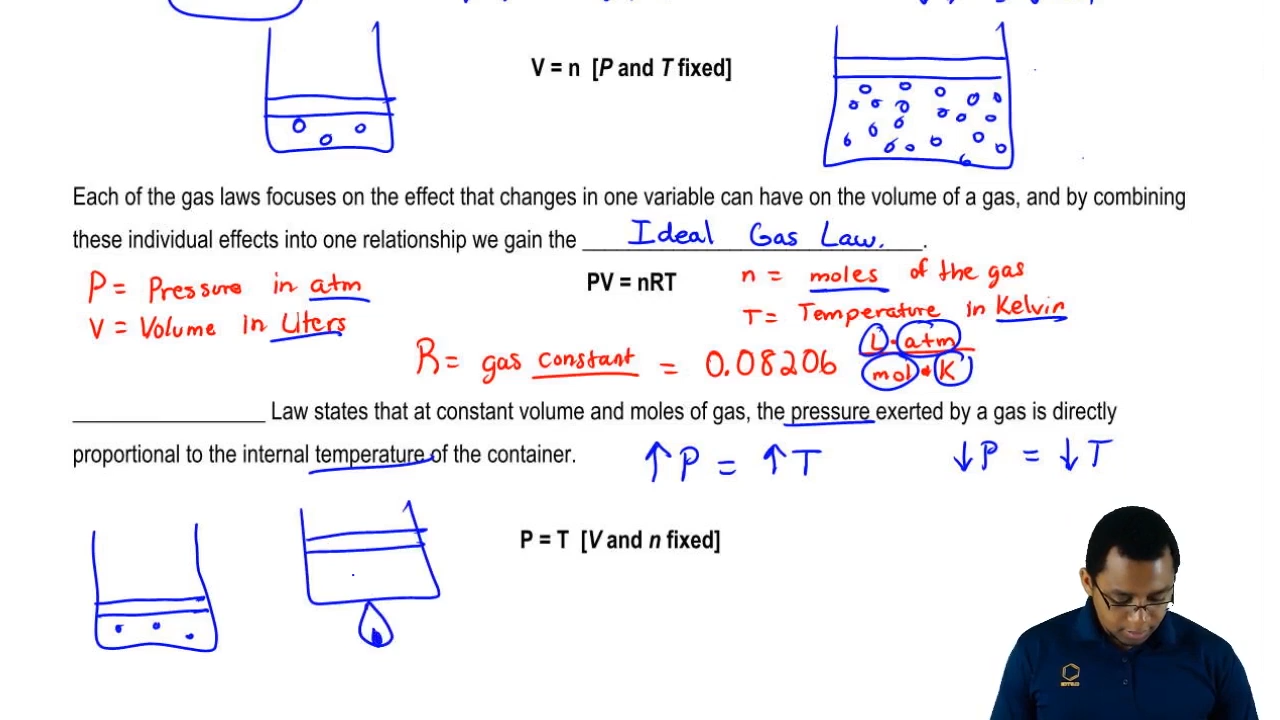 V = n [P and T fixed]
Each of the gas laws focuses on the effect that changes in one variable can have on the volume of a gas, and by combining
these individual effects into one relationship we gain the Ideal Gas Law.
P = Pressure in atm
PV = nRT
n = moles of the gas
V = Volume in Liters
T = Temperature in Kelvin
R = gas constant = 0.08206 L · atm
mol · K
____________ Law states that at constant volume and moles of gas, the pressure exerted by a gas is directly
proportional to the internal temperature of the container.
↑P = ↑T
↓P = ↓T
P = T [V and n fixed]